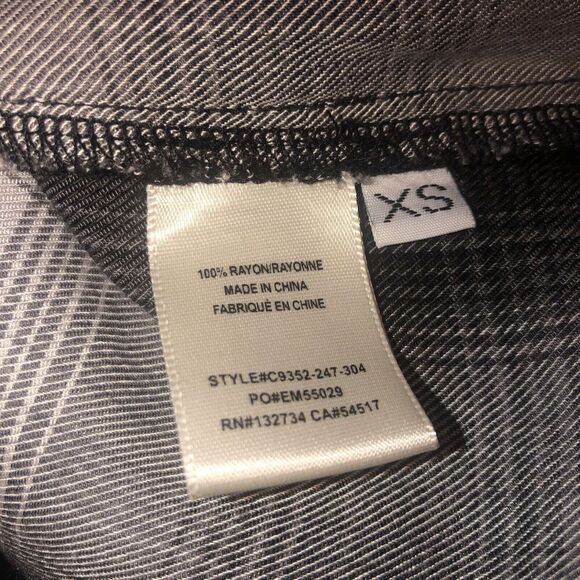 XS
100% RAYON/RAYONNE
MADE IN CHINA
FABRIQUÉ EN CHINE
STYLE#C9352-247-304
PO#EM55029
RN#132734 CA#54517